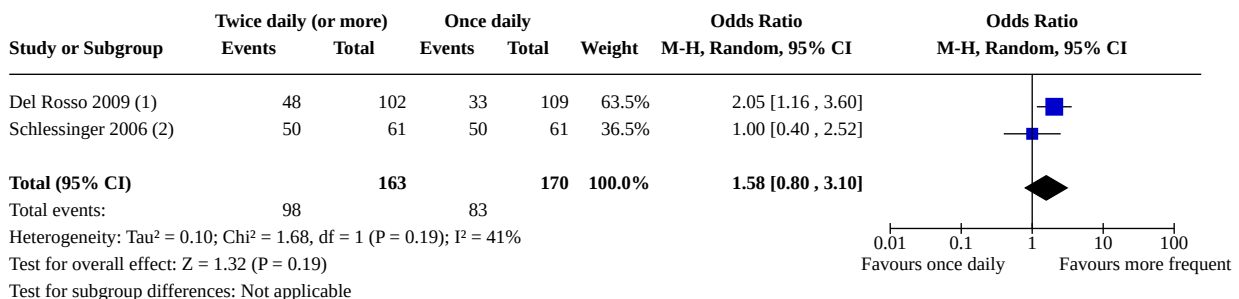 Twice daily (or more) Once daily Odds Ratio Odds Ratio
Study or Subgroup Events Total Events Total Weight M-H, Random, 95% CI M-H, Random, 95% CI
Del Rosso 2009 (1) 48 102 33 109 63.5% 2.05 [1.16 , 3.60]
Schlessinger 2006 (2) 50 61 50 61 36.5% 1.00 [0.40 , 2.52]
Total (95% CI) 163 170 100.0% 1.58 [0.80 , 3.10]
Total events: 98 83
Heterogeneity: Tau² = 0.10; Chi² = 1.68, df = 1 (P = 0.19); I² = 41%
0.01 0.1 1 10 100
Test for overall effect: Z = 1.32 (P = 0.19)
Favours once daily Favours more frequent
Test for subgroup differences: Not applicable